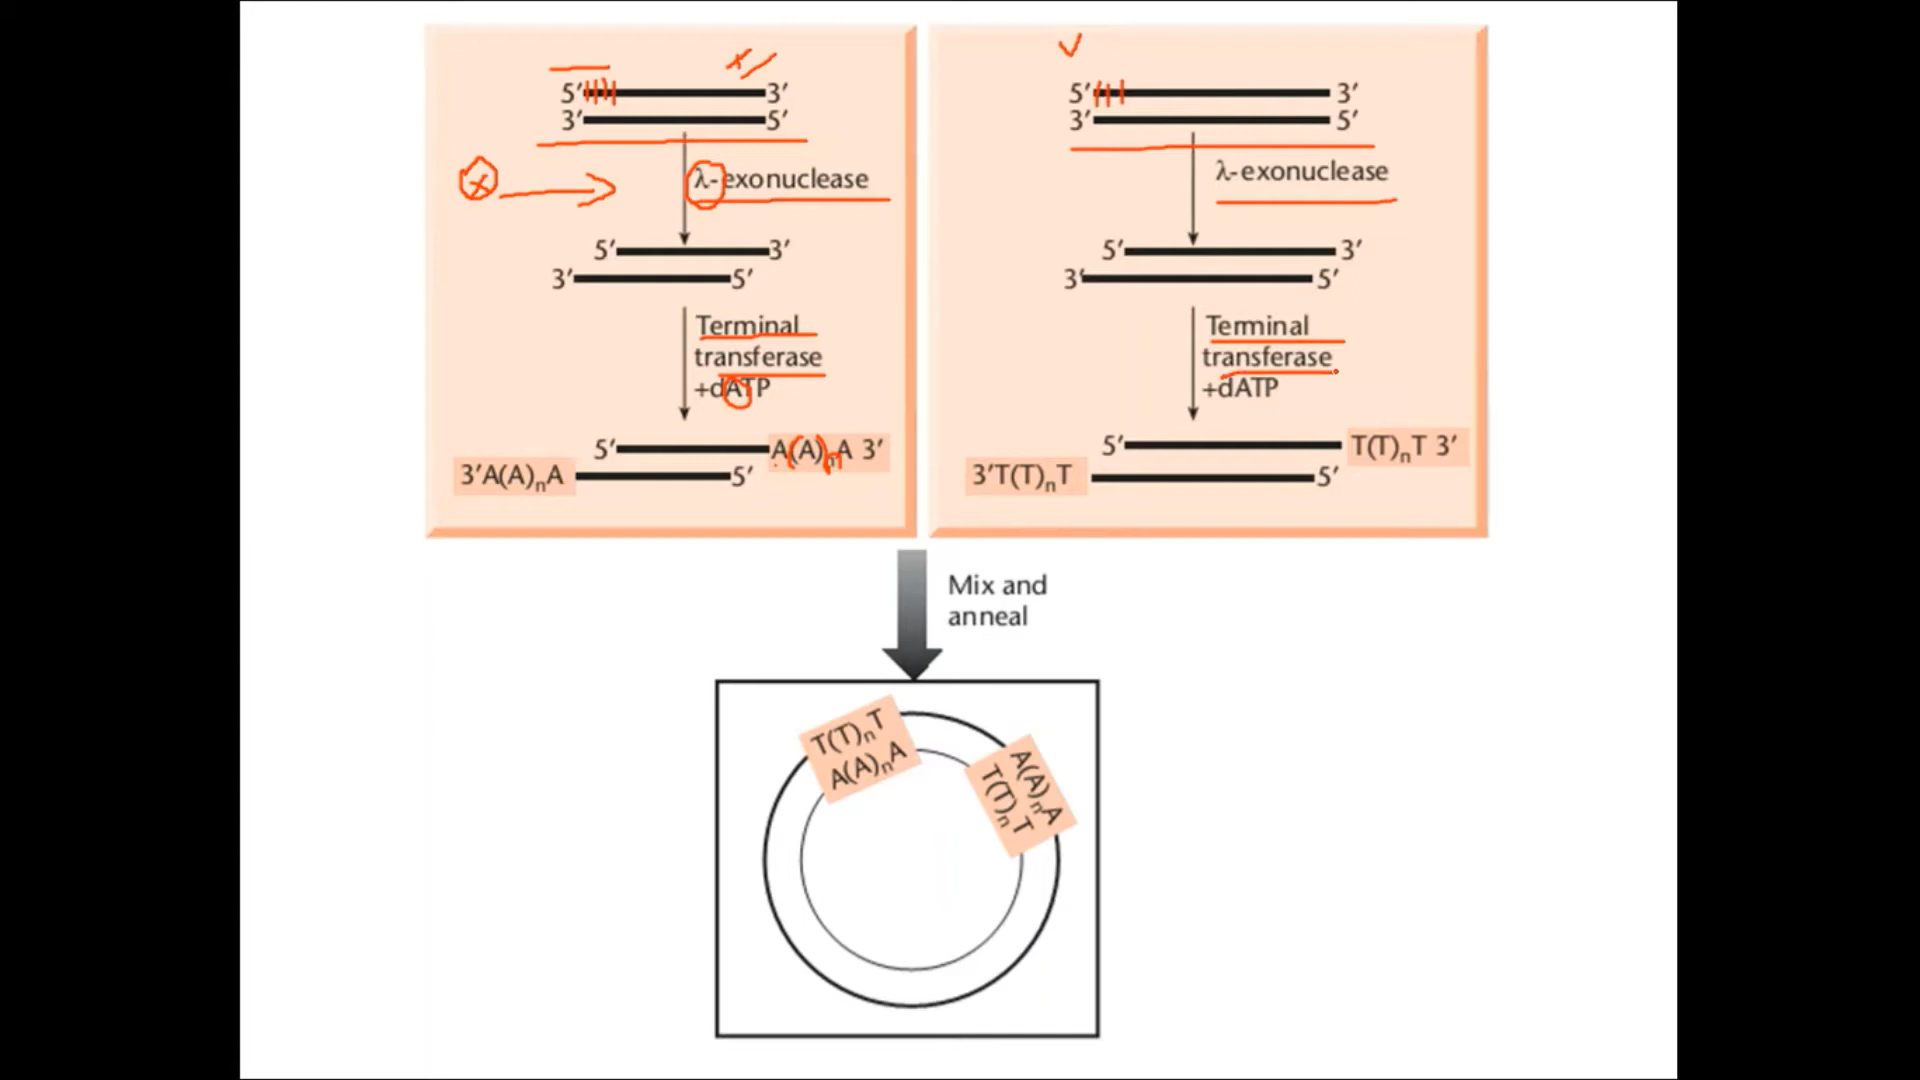 5′ 3′
3′ 5′
λ-exonuclease
5′ 3′
3′ 5′
Terminal
transferase
+dATP
5′ A(A)nA 3′
3′A(A)nA 5′
5′ 3′
3′ 5′
λ-exonuclease
5′ 3′
3′ 5′
Terminal
transferase
+dATP
5′ T(T)nT 3′
3′T(T)nT 5′
Mix and
anneal
T(T)nT
A(A)nA
A(A)nA
T(T)nT